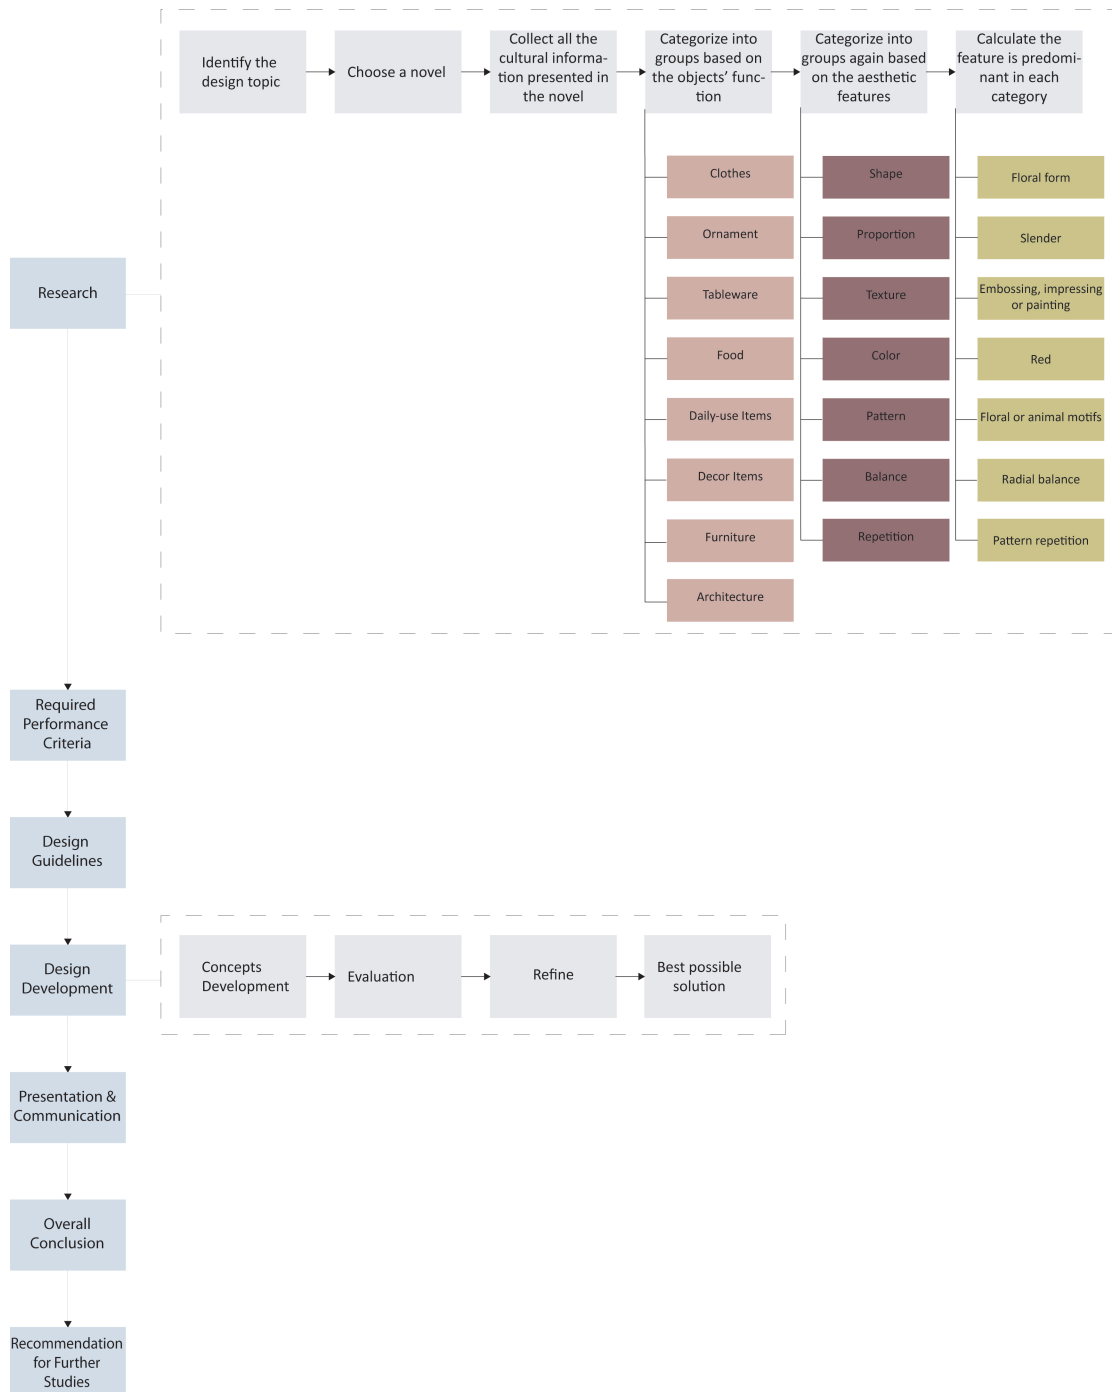 Identify the
design topic
Choose a novel
Collect all the
cultural informa-
tion presented in
the novel
Categorize into
groups based on
the objects' func-
tion
Categorize into
groups again based
on the aesthetic
features
Calculate the
feature is predomi-
nant in each
category
Clothes
Ornament
Tableware
Food
Daily-use Items
Decor Items
Furniture
Architecture
Shape
Proportion
Texture
Color
Pattern
Balance
Repetition
Floral form
Slender
Embossing, impressing
or painting
Red
Floral or animal motifs
Radial balance
Pattern repetition
Research
Required
Performance
Criteria
Design
Guidelines
Design
Development
Concepts
Development
Evaluation
Refine
Best possible
solution
Presentation &
Communication
Overall
Conclusion
Recommendation
for Further
Studies